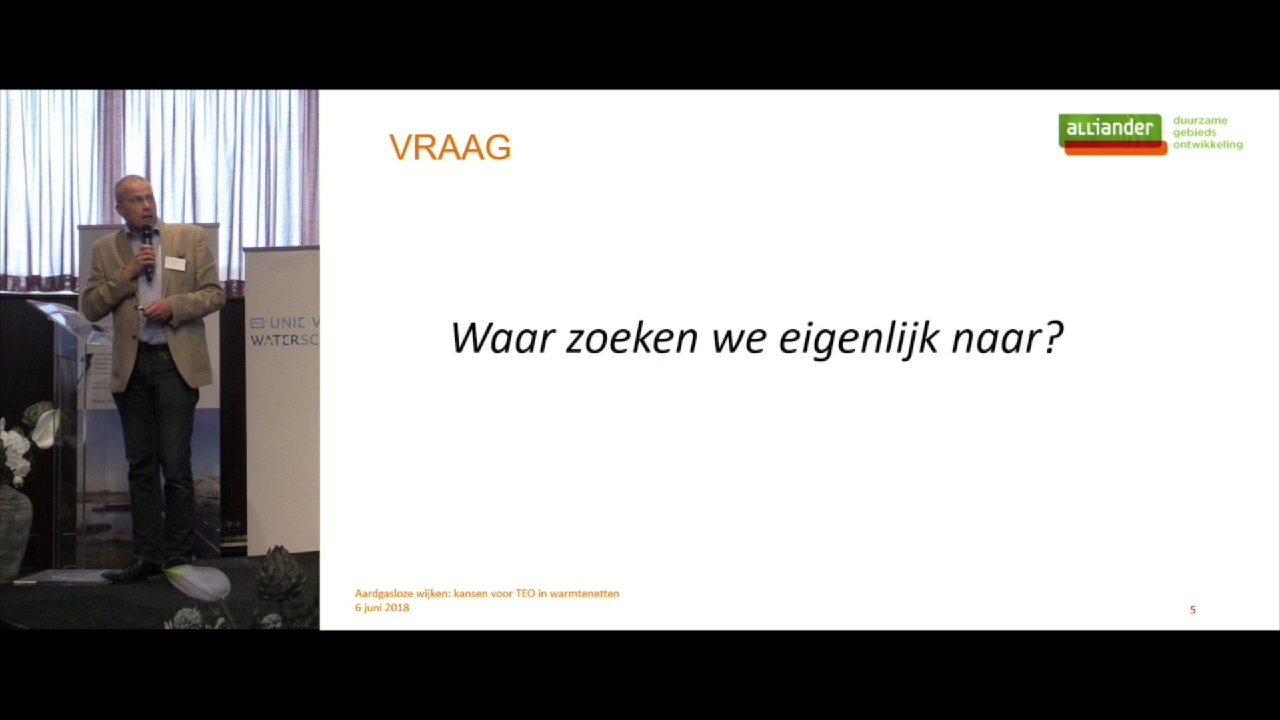 VRAAG
alliander
duurzame
gebieds
ontwikkeling
UNIE
Waar zoeken we eigenlijk naar?
Aardgasloze wijken: kansen voor TEO in warmtenetten
6 juni 2018
5